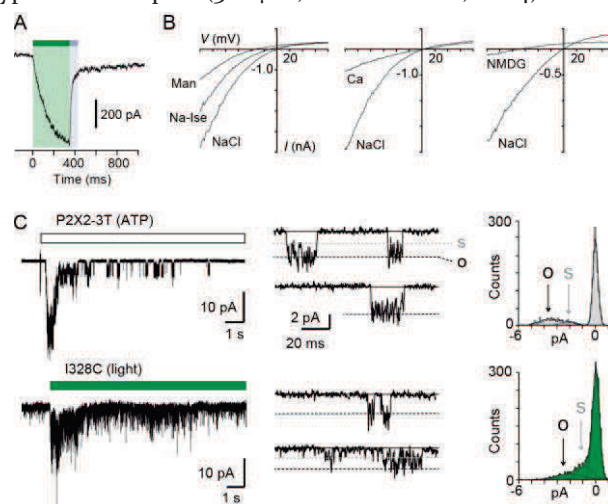 A
200 pA
0 400 800
Time (ms)
B
V (mV)
20
-1.0
Man
Na-Ise
NaCl
I (nA)
20
-1.0
Ca
NaCl
20
NMDG
-0.5
NaCl
C
P2X2-3T (ATP)
10 pA
1 s
S
O
2 pA
20 ms
300
Counts
O S
0
-6 pA 0
I328C (light)
10 pA
1 s
300
Counts
O S
0
-6 pA 0